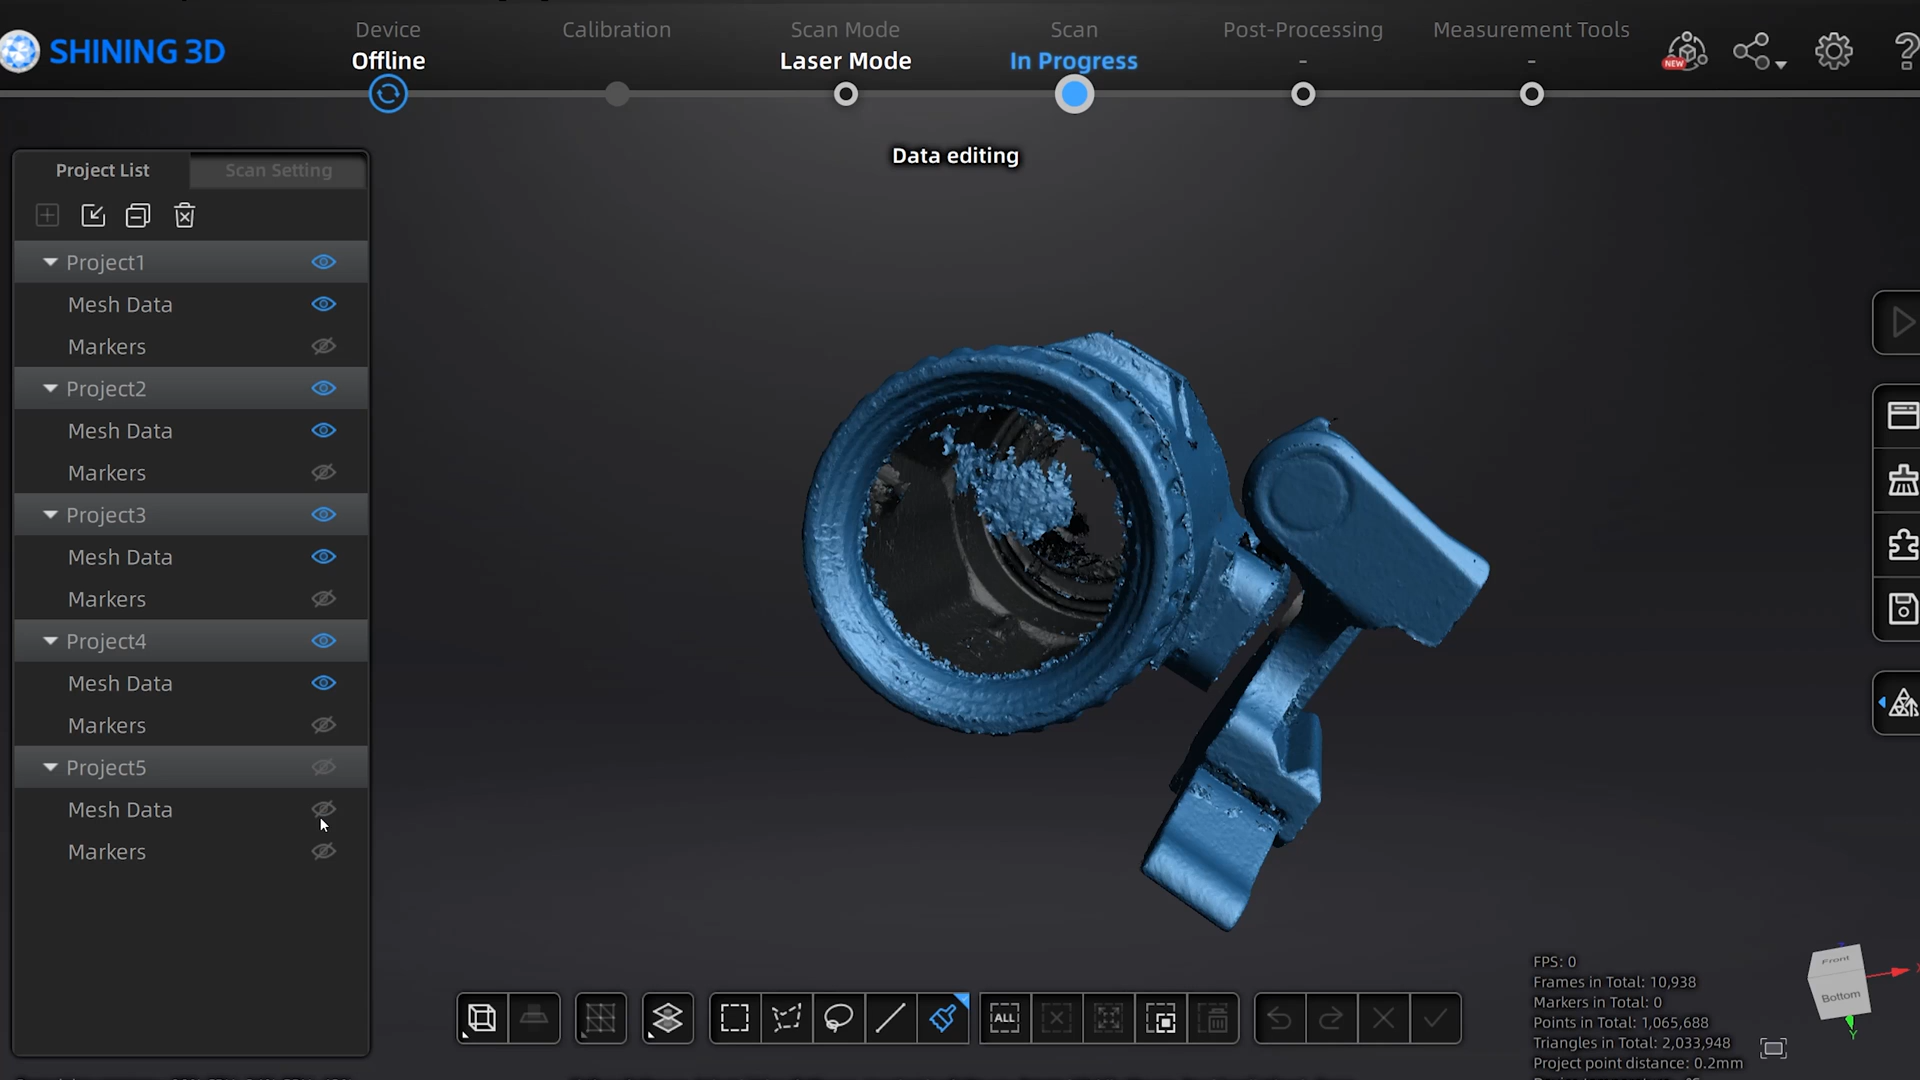 SHINING 3D
Device
Offline
Calibration
Scan Mode
Laser Mode
Scan
In Progress
Post-Processing
-
Measurement Tools
-
NEW
Data editing
Project List
Scan Setting
Project1
Mesh Data
Markers
Project2
Mesh Data
Markers
Project3
Mesh Data
Markers
Project4
Mesh Data
Markers
Project5
Mesh Data
Markers
ALL
FPS: 0
Frames in Total: 10,938
Markers in Total: 0
Points in Total: 1,065,688
Triangles in Total: 2,033,948
Project point distance: 0.2mm
Front
Bottom
Y